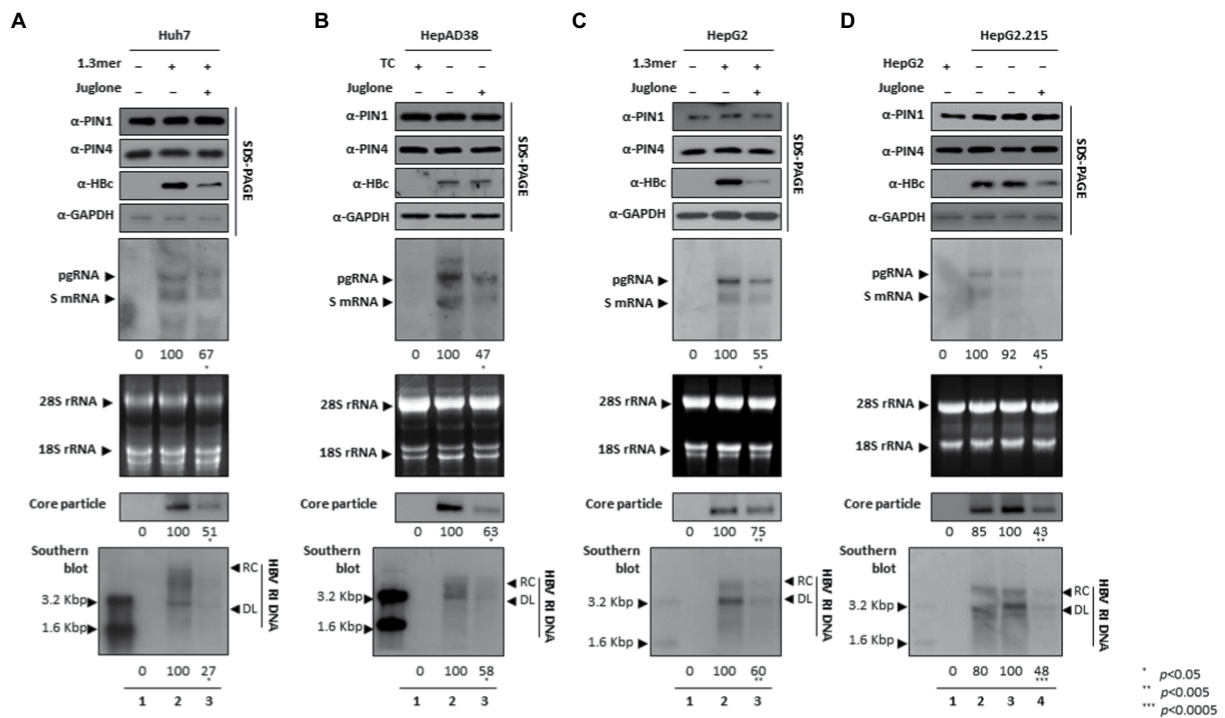 A
Huh7
1.3mer – + +
Juglone – – +
α-PIN1
α-PIN4
α-HBc
α-GAPDH
SDS-PAGE
pgRNA
S mRNA
0 100 67
*
28S rRNA
18S rRNA
Core particle
0 100 51
*
Southern
blot
3.2 Kbp
1.6 Kbp
RC
DL
HBV RI DNA
0 100 27
*
1 2 3
B
HepAD38
TC + – –
Juglone – – +
α-PIN1
α-PIN4
α-HBc
α-GAPDH
SDS-PAGE
pgRNA
S mRNA
0 100 47
*
28S rRNA
18S rRNA
Core particle
0 100 63
*
Southern
blot
3.2 Kbp
1.6 Kbp
RC
DL
HBV RI DNA
0 100 58
*
1 2 3
C
HepG2
1.3mer – + +
Juglone – – +
α-PIN1
α-PIN4
α-HBc
α-GAPDH
SDS-PAGE
pgRNA
S mRNA
0 100 55
*
28S rRNA
18S rRNA
Core particle
0 100 75
**
Southern
blot
3.2 Kbp
1.6 Kbp
RC
DL
HBV RI DNA
0 100 60
**
1 2 3
D
HepG2.215
HepG2 + – – –
Juglone – – – +
α-PIN1
α-PIN4
α-HBc
α-GAPDH
SDS-PAGE
pgRNA
S mRNA
0 100 92 45
*
28S rRNA
18S rRNA
Core particle
0 85 100 43
**
Southern
blot
3.2 Kbp
1.6 Kbp
RC
DL
HBV RI DNA
0 80 100 48
***
1 2 3 4
* p<0.05
** p<0.005
*** p<0.0005